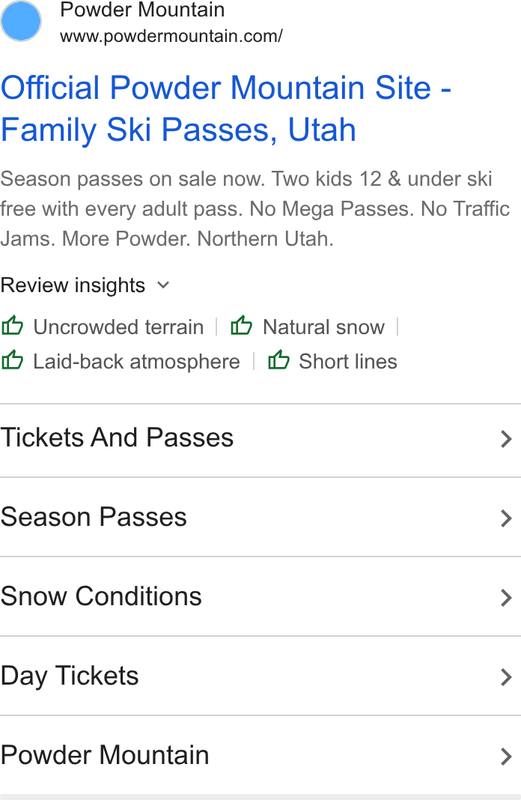 Powder Mountain
www.powdermountain.com/
Official Powder Mountain Site -
Family Ski Passes, Utah
Season passes on sale now. Two kids 12 & under ski
free with every adult pass. No Mega Passes. No Traffic
Jams. More Powder. Northern Utah.
Review insights
Uncrowded terrain | Natural snow |
Laid-back atmosphere | Short lines
Tickets And Passes
Season Passes
Snow Conditions
Day Tickets
Powder Mountain